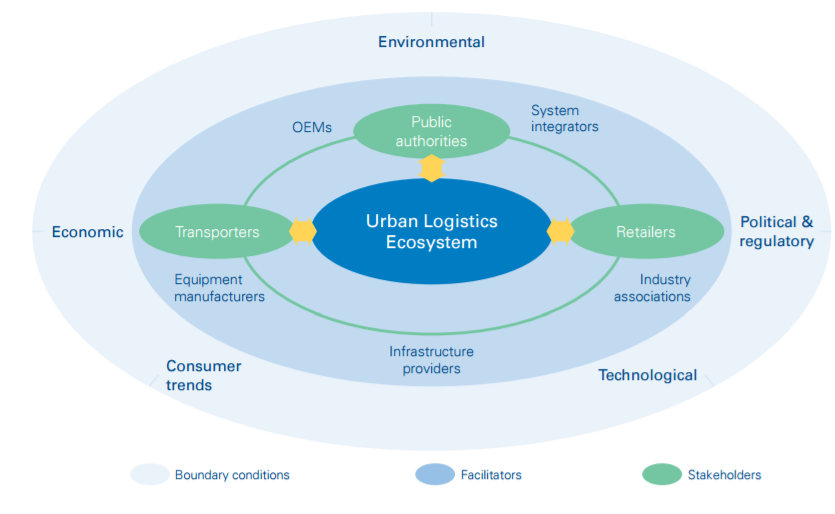 Environmental
OEMs
Public
authorities
System
integrators
Economic
Transporters
Urban Logistics
Ecosystem
Retailers
Political &
regulatory
Equipment
manufacturers
Industry
associations
Infrastructure
providers
Consumer
trends
Technological
Boundary conditions
Facilitators
Stakeholders